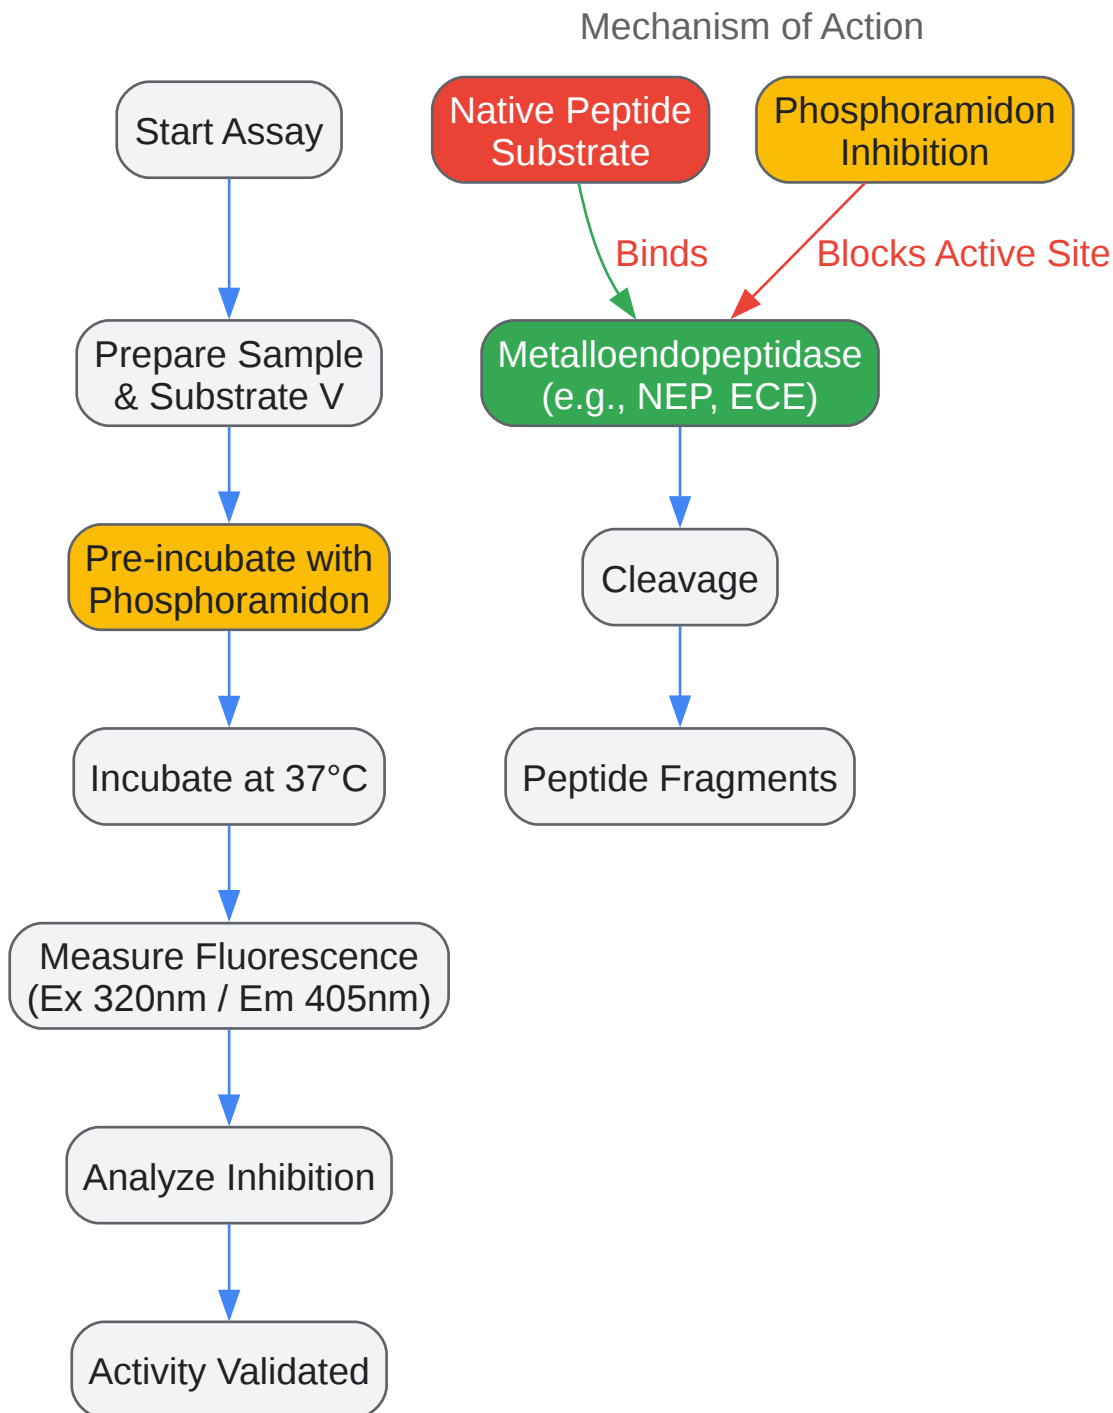 Mechanism of Action
Start Assay
Prepare Sample
& Substrate V
Pre-incubate with
Phosphoramidon
Incubate at 37°C
Measure Fluorescence
(Ex 320nm / Em 405nm)
Analyze Inhibition
Activity Validated
Native Peptide
Substrate
Phosphoramidon
Inhibition
Binds
Blocks Active Site
Metalloendopeptidase
(e.g., NEP, ECE)
Cleavage
Peptide Fragments